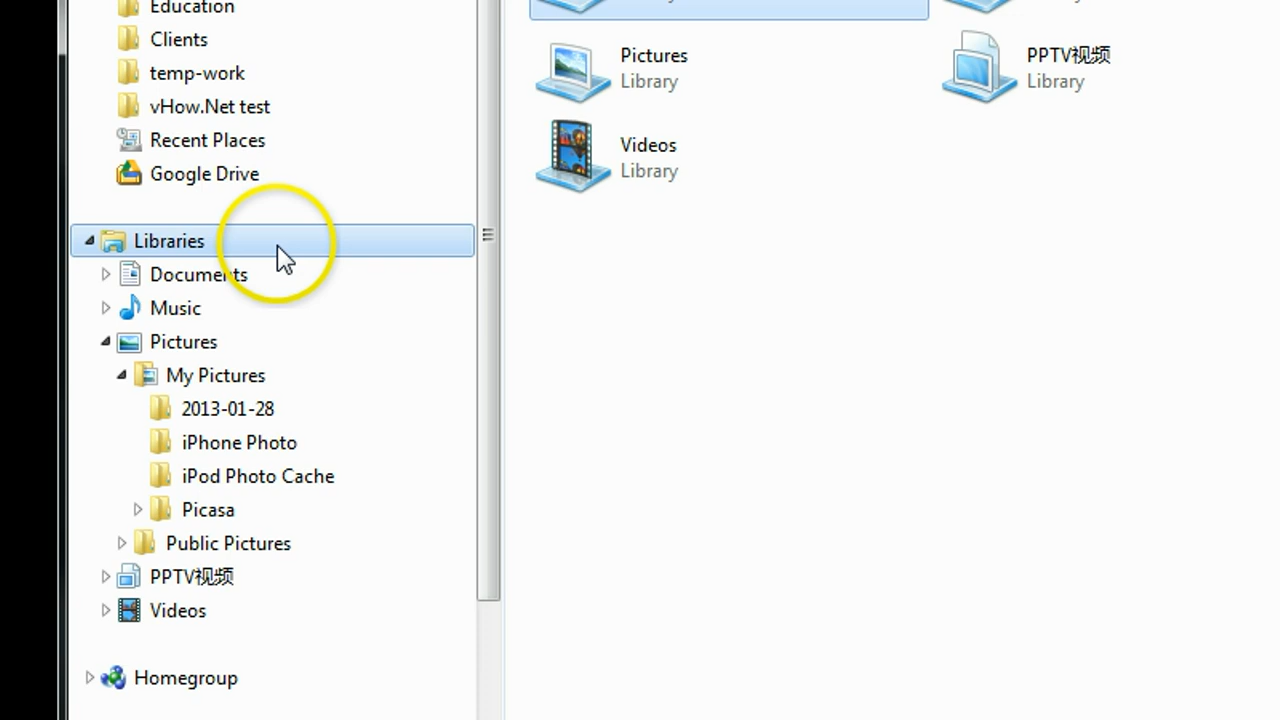 Education
Clients
temp-work
vHow.Net test
Recent Places
Google Drive
Libraries
Documents
Music
Pictures
My Pictures
2013-01-28
iPhone Photo
iPod Photo Cache
Picasa
Public Pictures
PPTV视频
Videos
Homegroup
Pictures
Library
PPTV视频
Library
Videos
Library